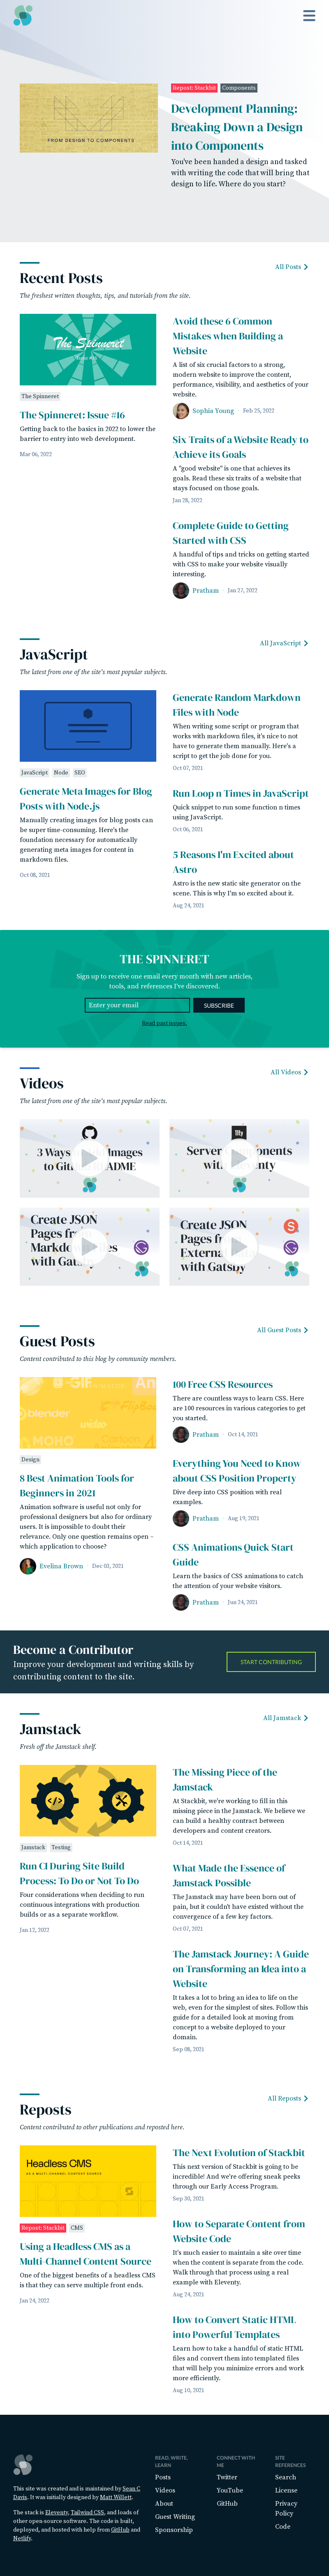 FROM DESIGN TO COMPONENTS
Repost: Stackbit Components
Development Planning:
Breaking Down a Design
into Components
You've been handed a design and tasked
with writing the code that will bring that
design to life. Where do you start?
Recent Posts
All Posts
The freshest written thoughts, tips, and tutorials from the site.
The Spinneret
The Spinneret
The Spinneret: Issue #16
Getting back to the basics in 2022 to lower the
barrier to entry into web development.
Mar 06, 2022
Avoid these 6 Common
Mistakes when Building a
Website
A list of six crucial factors to a strong,
modern website to improve the content,
performance, visibility, and aesthetics of your
website.
Sophia Young · Feb 25, 2022
Six Traits of a Website Ready to
Achieve its Goals
A "good website" is one that achieves its
goals. Read these six traits of a website that
stays focused on those goals.
Jan 28, 2022
Complete Guide to Getting
Started with CSS
A handful of tips and tricks on getting started
with CSS to make your website visually
interesting.
Pratham · Jan 27, 2022
JavaScript
All JavaScript
The latest from one of the site's most popular subjects.
JavaScript Node SEO
Generate Meta Images for Blog
Posts with Node.js
Manually creating images for blog posts can
be super time-consuming. Here's the
foundation necessary for automatically
generating meta images for content in
markdown files.
Oct 08, 2021
Generate Random Markdown
Files with Node
When writing some script or program that
works with markdown files, it's nice to not
have to generate them manually. Here's a
script to get the job done for you.
Oct 07, 2021
Run Loop n Times in JavaScript
Quick snippet to run some function n times
using JavaScript.
Oct 06, 2021
5 Reasons I'm Excited about
Astro
Astro is the new static site generator on the
scene. This is why I'm so excited about it.
Aug 24, 2021
THE SPINNERET
Sign up to receive one email every month with new articles,
tools, and references I've discovered.
Enter your email
SUBSCRIBE
Read past issues.
Videos
All Videos
The latest from one of the site's most popular subjects.
3 Ways Images
to Git README
11ty
Server ponents
with enty
Create JSON
Pages fr
Markdo es
with Gatsby
Create JSON
Pages f
Externa
with Gatsby
Guest Posts
All Guest Posts
Content contributed to this blog by community members.
GIF
blender
video
MOHO
Design
8 Best Animation Tools for
Beginners in 2021
Animation software is useful not only for
professional designers but also for ordinary
users. It is impossible to doubt their
relevance. Only one question remains open –
which application to choose?
Evelina Brown · Dec 03, 2021
100 Free CSS Resources
There are countless ways to learn CSS. Here
are 100 resources in various categories to get
you started.
Pratham · Oct 14, 2021
Everything You Need to Know
about CSS Position Property
Dive deep into CSS position with real
examples.
Pratham · Aug 19, 2021
CSS Animations Quick Start
Guide
Learn the basics of CSS animations to catch
the attention of your website visitors.
Pratham · Jun 24, 2021
Become a Contributor
Improve your development and writing skills by
contributing content to the site.
START CONTRIBUTING
Jamstack
All Jamstack
Fresh off the Jamstack shelf.
Jamstack Testing
Run CI During Site Build
Process: To Do or Not To Do
Four considerations when deciding to run
continuous integrations with production
builds or as a separate workflow.
Jan 12, 2022
The Missing Piece of the
Jamstack
At Stackbit, we're working to fill in this
missing piece in the Jamstack. We believe we
can build a healthy contract between
developers and content creators.
Oct 14, 2021
What Made the Essence of
Jamstack Possible
The Jamstack may have been born out of
pain, but it couldn't have existed without the
convergence of a few key factors.
Oct 07, 2021
The Jamstack Journey: A Guide
on Transforming an Idea into a
Website
It takes a lot to bring an idea to life on the
web, even for the simplest of sites. Follow this
guide for a detailed look at moving from
concept to a website deployed to your
domain.
Sep 08, 2021
Reposts
All Reposts
Content contributed to other publications and reposted here.
Headless CMS
AS A MULTI-CHANNEL CONTENT SOURCE
Repost: Stackbit CMS
Using a Headless CMS as a
Multi-Channel Content Source
One of the biggest benefits of a headless CMS
is that they can serve multiple front ends.
Jan 24, 2022
The Next Evolution of Stackbit
This next version of Stackbit is going to be
incredible! And we're offering sneak peeks
through our Early Access Program.
Sep 30, 2021
How to Separate Content from
Website Code
It's much easier to maintain a site over time
when the content is separate from the code.
Walk through that process using a real
example with Eleventy.
Aug 24, 2021
How to Convert Static HTML
into Powerful Templates
Learn how to take a handful of static HTML
files and convert them into templated files
that will help you minimize errors and work
more efficiently.
Aug 10, 2021
This site was created and is maintained by Sean C
Davis. It was initially designed by Matt Willett.
The stack is Eleventy, Tailwind CSS, and loads of
other open-source software. The code is built,
deployed, and hosted with help from GitHub and
Netlify.
READ, WRITE,
LEARN
Posts
Videos
About
Guest Writing
Sponsorship
CONNECT WITH
ME
Twitter
YouTube
GitHub
SITE
REFERENCES
Search
License
Privacy
Policy
Code